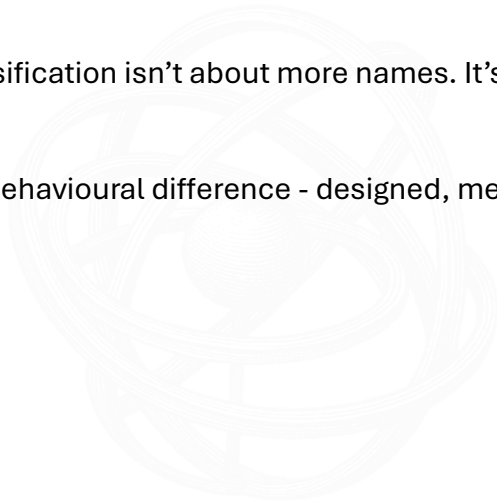 sification isn’t about more names. It’s
ehavioural difference - designed, me